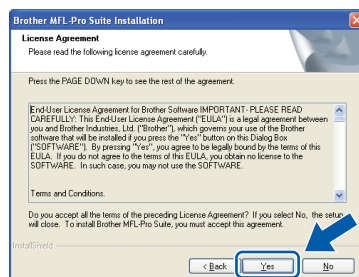 Brother MFL-Pro Suite Installation
License Agreement
Please read the following license agreement carefully.
Press the PAGE DOWN key to see the rest of the agreement.
End-User License Agreement for Brother Software IMPORTANT- PLEASE READ
CAREFULLY: This End-User License Agreement ("EULA") is a legal agreement between
you and Brother Industries, Ltd. ("Brother"), which governs your use of the Brother
software that will be installed if you press the "Yes" button on this Dialog Box
("SOFTWARE"). By pressing "Yes", you agree to be legally bound by the terms of this
EULA. If you do not agree to the terms of this EULA, you obtain no license to the
SOFTWARE. In such case, you may not use the SOFTWARE.
Terms and Conditions.
Do you accept all the terms of the preceding License Agreement? If you select No, the setup
will close. To install Brother MFL-Pro Suite, you must accept this agreement.
InstallShield
< Back
Yes
No